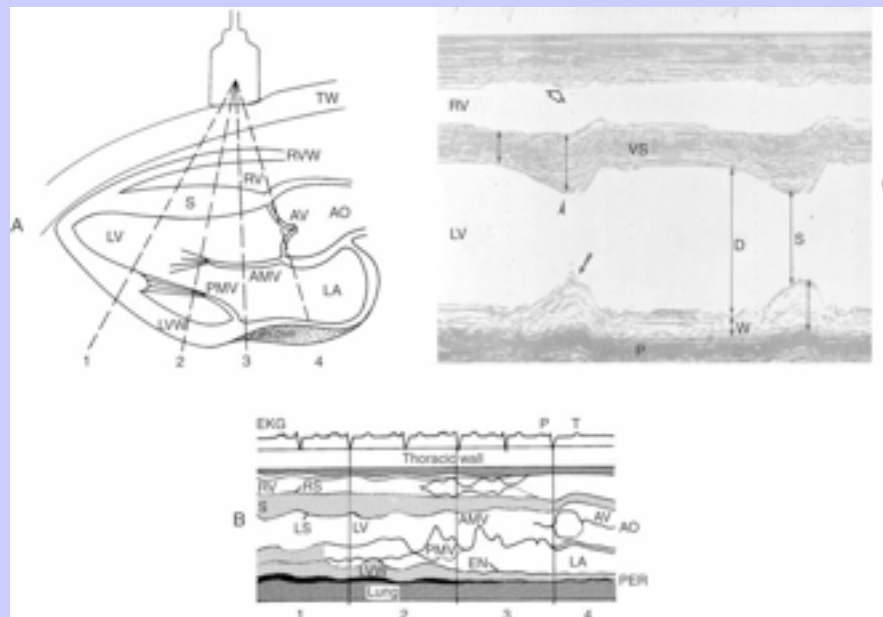 TW
RVW
RV
S
AV
AO
A
LV
AMV
PMV
LA
LVW
1
2
3
4
RV
VS
LV
D
S
W
P
EKG
P
T
Thoracic wall
RV
RS
S
B
AMV
AV
AO
LS
LV
PMV
EN
LA
LVW
PER
Lung
1
2
3
4